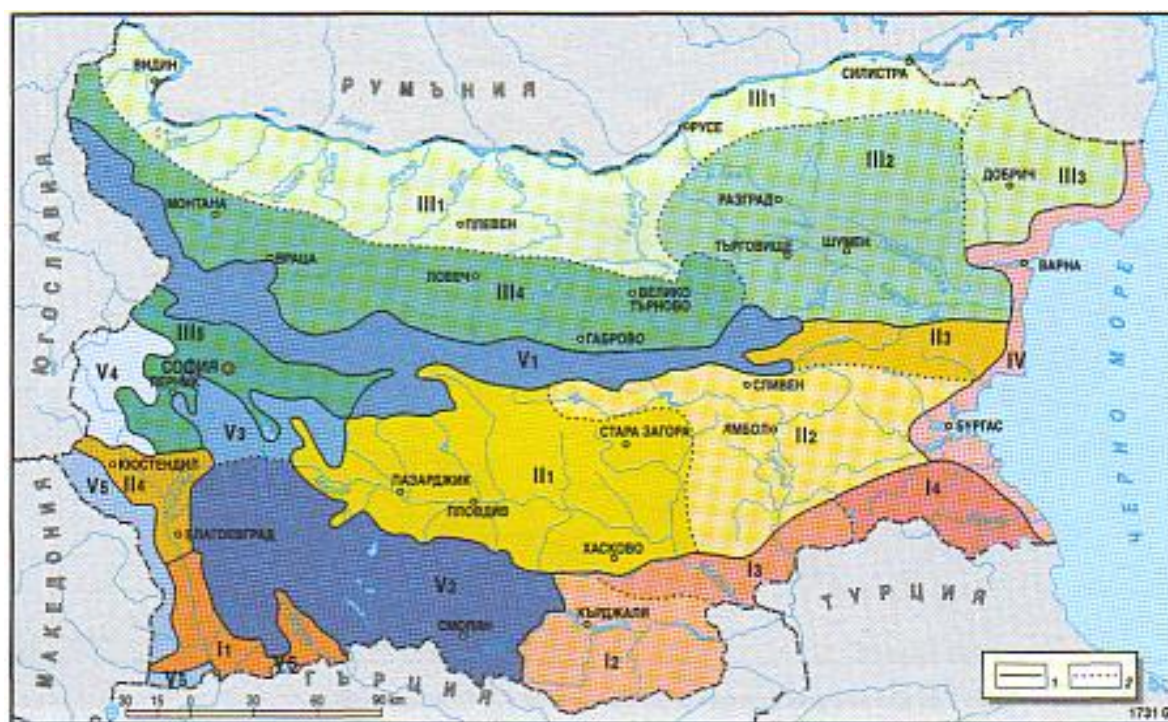 ВИДИН
РУМЪНИЯ
СИЛИСТРА
III1
РУСЕ
III2
ДОБРИЧ
III3
ЮГОСЛАВИЯ
МОНТАНА
III1
ПЛЕВЕН
РАЗГРАД
ТЪРГОВИЩЕ
ШУМЕН
ВАРНА
ВРАЦА
ЛОВЕЧ
III4
ВЕЛИКО
ТЪРНОВО
ГАБРОВО
III5
СОФИЯ
ПЕРНИК
V4
V1
II3
IV
ЧЕРНО МОРЕ
СЛИВЕН
V3
СТАРА ЗАГОРА
ЯМБОЛ
II2
БУРГАС
КЮСТЕНДИЛ
V5
II4
ПАЗАРДЖИК
II1
ПЛОВДИВ
I4
БЛАГОЕВГРАД
ХАСКОВО
МАКЕДОНИЯ
V2
I3
ТУРЦИЯ
КЪРДЖАЛИ
СМОЛЯН
I1
I2
V5
V5
ГЪРЦИЯ
30 0 30 60 90 km
1
2